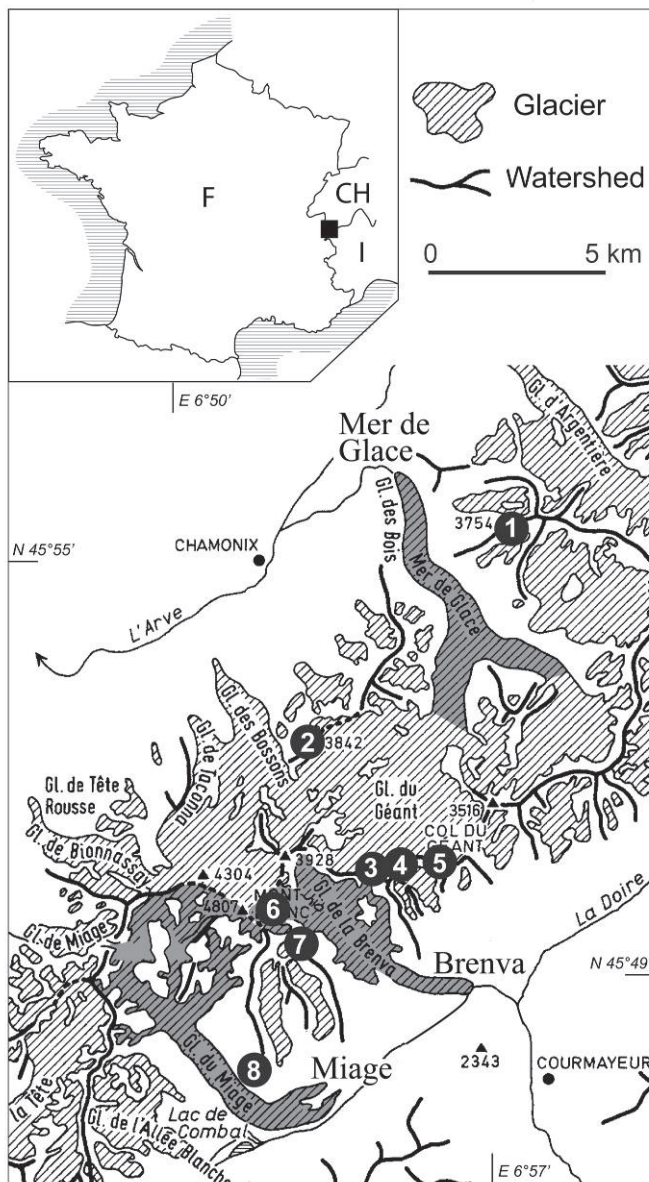 F
CH
I
Glacier
Watershed
0 5 km
E 6°50'
Gl. d'Argentière
Mer de
Glace
Gl. des Bois
3754
1
N 45°55'
CHAMONIX
Mer de Glace
L'Arve
Gl. des Bossons
2
3842
Gl. de Taconna
Gl. du
Géant
3516
COL DU
GÉANT
Gl. de Tête
Rousse
Gl. de Bionnassay
3928
3
4
5
4304
4807
MONT
6
Gl. de la Brenva
La Doire
Gl. de Miages
7
Brenva
N 45°49'
Gl. du Miage
8
Miage
2343
COURMAYEUR
La Tête
Lac de
Combal
Gl. de l'Allée Blanche
E 6°57'